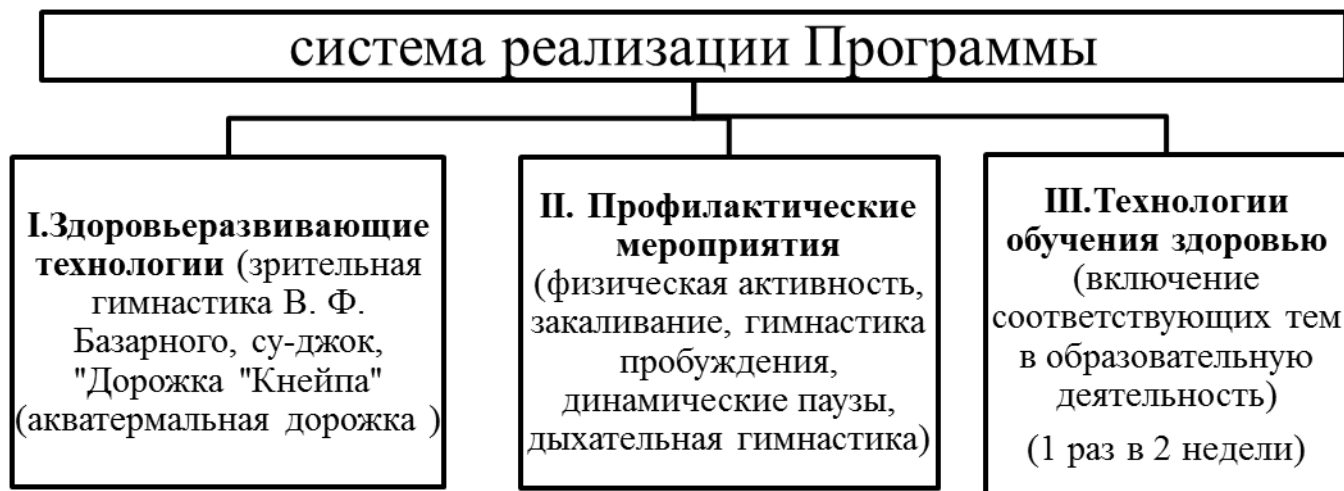 система реализации Программы
I.Здоровьеразвивающие
технологии (зрительная
гимнастика В. Ф.
Базарного, су-джок,
"Дорожка "Кнейпа"
(акватермальная дорожка )
II. Профилактические
мероприятия
(физическая активность,
закаливание, гимнастика
пробуждения,
динамические паузы,
дыхательная гимнастика)
III.Технологии
обучения здоровью
(включение
соответствующих тем
в образовательную
деятельность)
(1 раз в 2 недели)